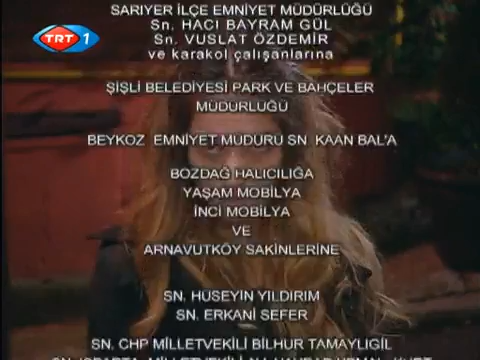 SARIYER İLÇE EMNİYET MÜDÜRLÜĞÜ
Sn. HACI BAYRAM GÜL
Sn. VUSLAT ÖZDEMİR
ve karakol çalışanlarına
TRT 1
ŞİŞLİ BELEDİYESİ PARK VE BAHÇELER
MÜDÜRLÜĞÜ
BEYKOZ EMNİYET MÜDÜRÜ SN KAAN BAL'A
BOZDAĞ HALICILIĞA
YAŞAM MOBİLYA
İNCİ MOBİLYA
VE
ARNAVUTKÖY SAKİNLERİNE
SN. HÜSEYİN YILDIRIM
SN. ERKANİ SEFER
SN. CHP MİLLETVEKİLİ BİLHUR TAMAYLIGİL